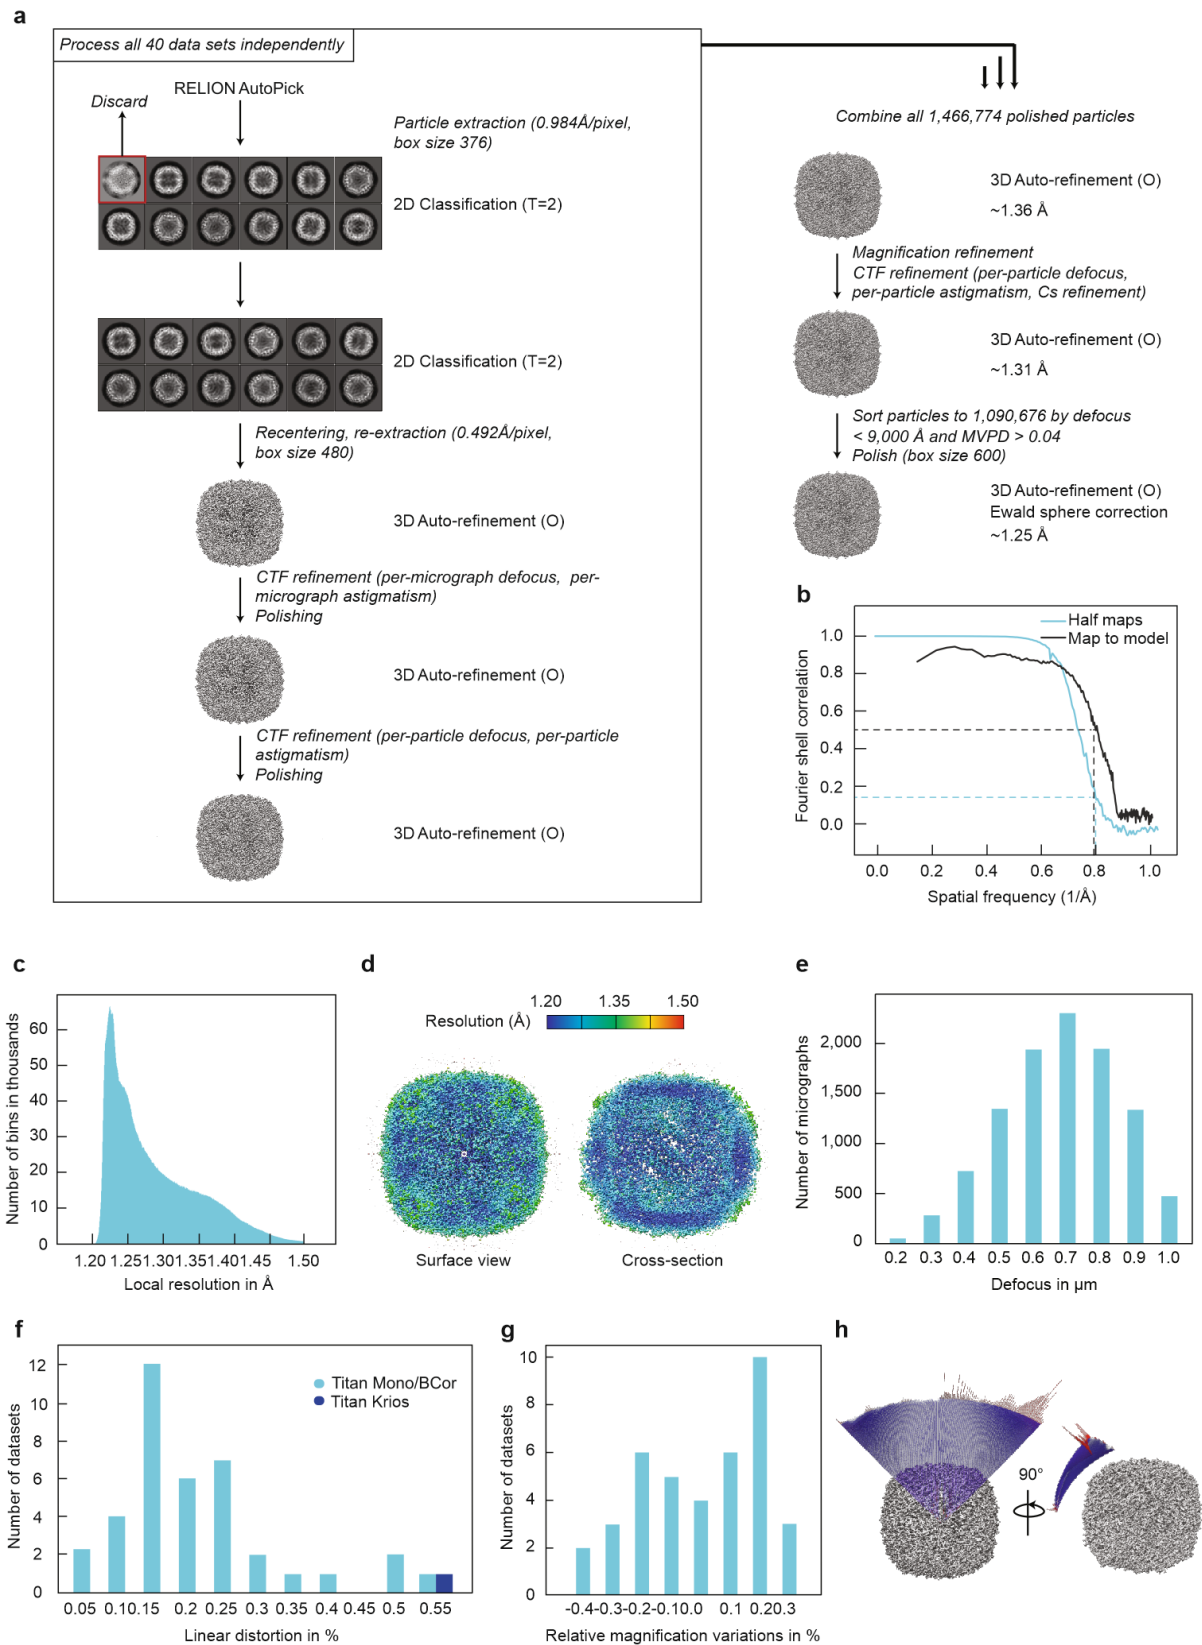 a
Process all 40 data sets independently
RELION AutoPick
Discard
Particle extraction (0.984Å/pixel,
box size 376)
2D Classification (T=2)
2D Classification (T=2)
Recentering, re-extraction (0.492Å/pixel,
box size 480)
3D Auto-refinement (O)
CTF refinement (per-micrograph defocus, per-
micrograph astigmatism)
Polishing
3D Auto-refinement (O)
CTF refinement (per-particle defocus, per-particle
astigmatism)
Polishing
3D Auto-refinement (O)
Combine all 1,466,774 polished particles
3D Auto-refinement (O)
~1.36 Å
Magnification refinement
CTF refinement (per-particle defocus,
per-particle astigmatism, Cs refinement)
3D Auto-refinement (O)
~1.31 Å
Sort particles to 1,090,676 by defocus
< 9,000 Å and MVPD > 0.04
Polish (box size 600)
3D Auto-refinement (O)
Ewald sphere correction
~1.25 Å
b
Half maps
Map to model
Fourier shell correlation
1.0
0.8
0.6
0.4
0.2
0.0
0.0 0.2 0.4 0.6 0.8 1.0
Spatial frequency (1/Å)
c
Number of bins in thousands
60
50
40
30
20
10
0
1.20 1.25 1.30 1.35 1.40 1.45 1.50
Local resolution in Å
d
1.20 1.35 1.50
Resolution (Å)
Surface view
Cross-section
e
Number of micrographs
2,000
1,500
1,000
500
0
0.2 0.3 0.4 0.5 0.6 0.7 0.8 0.9 1.0
Defocus in µm
f
Number of datasets
12
10
8
6
4
2
0
Titan Mono/BCor
Titan Krios
0.05 0.10 0.15 0.2 0.25 0.3 0.35 0.4 0.45 0.5 0.55
Linear distortion in %
g
Number of datasets
10
8
6
4
2
0
-0.4 -0.3 -0.2 -0.1 0.0 0.1 0.2 0.3
Relative magnification variations in %
h
90°